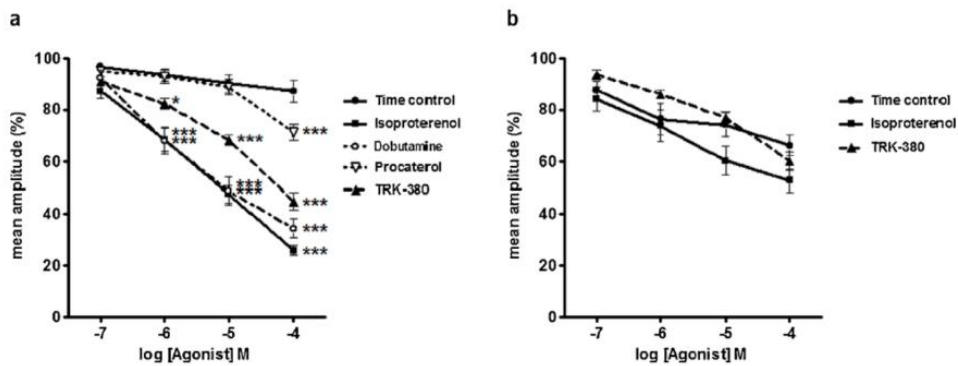 a
100
80
60
40
20
0
mean amplitude (%)
-7 -6 -5 -4
log [Agonist] M
*
***
***
***
***
***
***
***
***
***
Time control
Isoproterenol
Dobutamine
Procaterol
TRK-380
b
100
80
60
40
20
0
mean amplitude (%)
-7 -6 -5 -4
log [Agonist] M
Time control
Isoproterenol
TRK-380